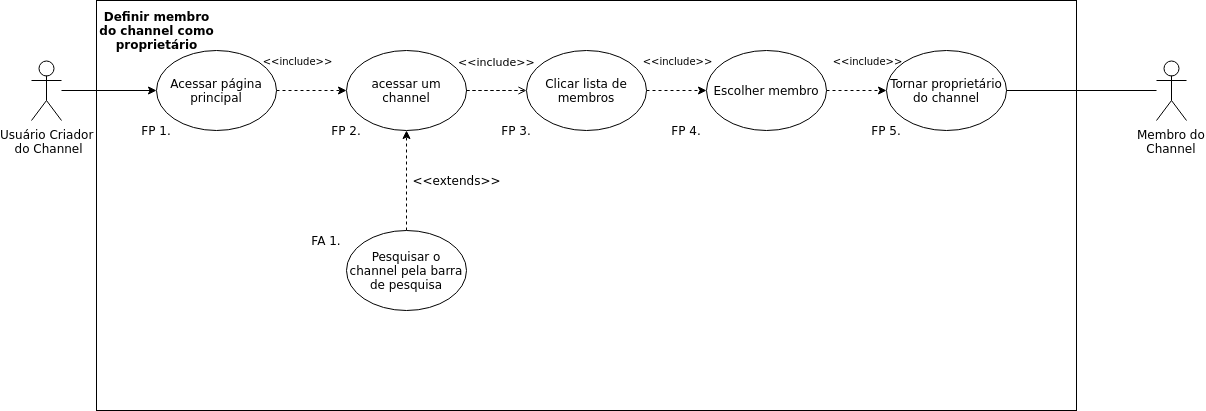 Definir membro
do channel como
proprietário
<<include>>
<<include>>
<<include>>
<<include>>
Usuário Criador
do Channel
Acessar página
principal
acessar um
channel
Clicar lista de
membros
Escolher membro
Tornar proprietário
do channel
Membro do
Channel
FP 1.
FP 2.
FP 3.
FP 4.
FP 5.
<<extends>>
FA 1.
Pesquisar o
channel pela barra
de pesquisa